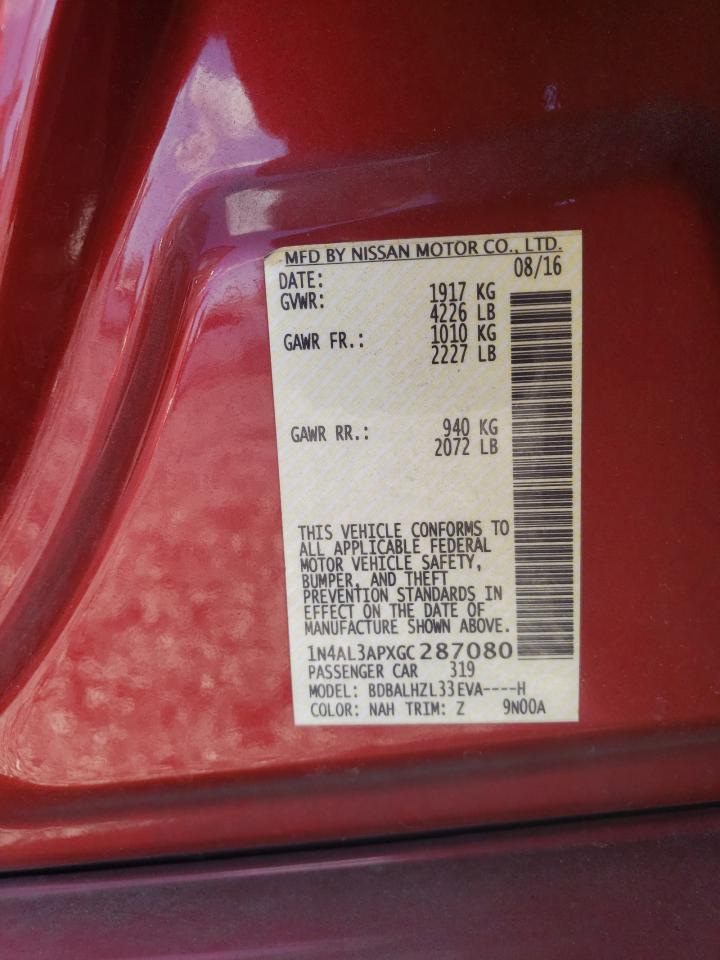 MFD BY NISSAN MOTOR CO., LTD.
DATE: 08/16
GVWR: 1917 KG
4226 LB
GAWR FR.: 1010 KG
2227 LB
GAWR RR.: 940 KG
2072 LB
THIS VEHICLE CONFORMS TO
ALL APPLICABLE FEDERAL
MOTOR VEHICLE SAFETY,
BUMPER, AND THEFT
PREVENTION STANDARDS IN
EFFECT ON THE DATE OF
MANUFACTURE SHOWN ABOVE.
1N4AL3APXGC287080
PASSENGER CAR 319
MODEL: BDBALHZL33EVA----H
COLOR: NAH TRIM: Z 9N00A